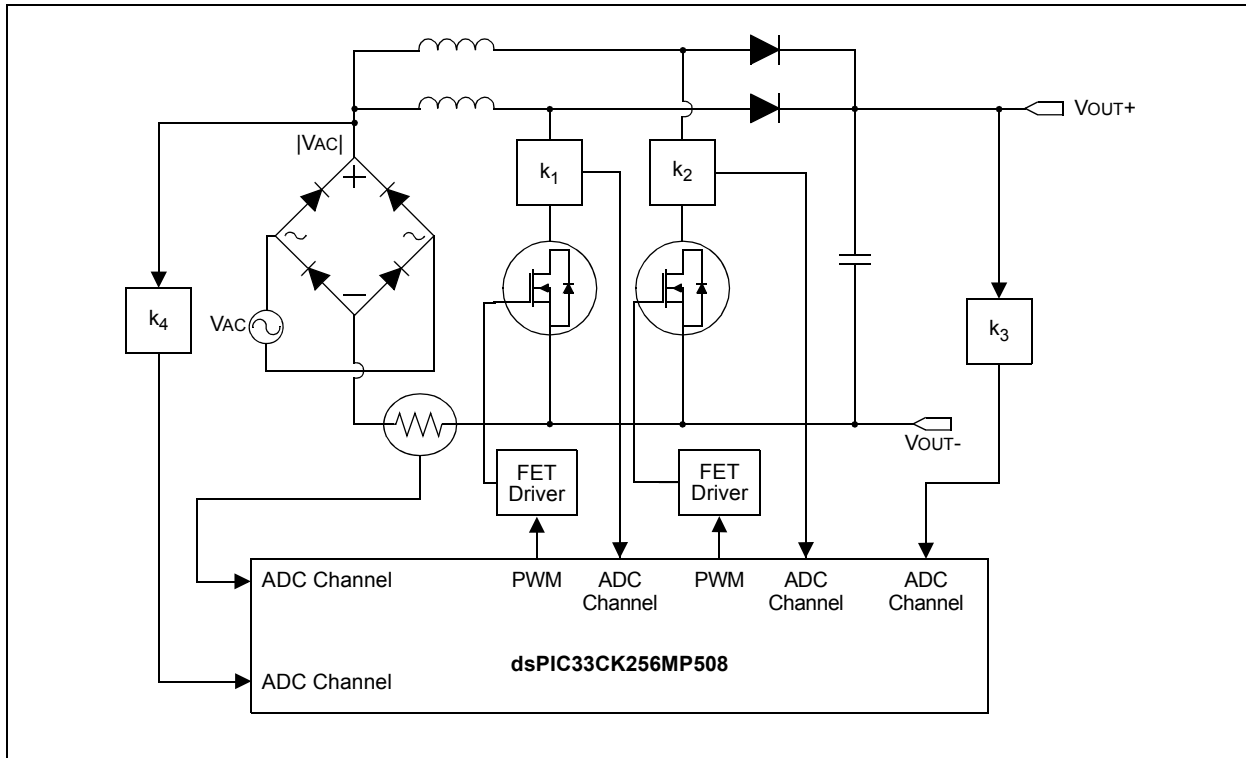 VOUT+
|VAC|
+
k1
k2
~
~
−
k4
VAC
k3
VOUT-
FET
Driver
FET
Driver
ADC Channel
PWM
ADC
Channel
PWM
ADC
Channel
ADC
Channel
dsPIC33CK256MP508
ADC Channel